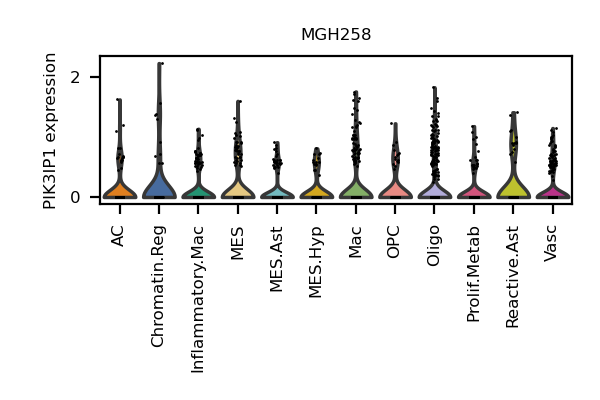 MGH258
PIK3IP1 expression
2
0
AC
Chromatin.Reg
Inflammatory.Mac
MES
MES.Ast
MES.Hyp
Mac
OPC
Oligo
Prolif.Metab
Reactive.Ast
Vasc